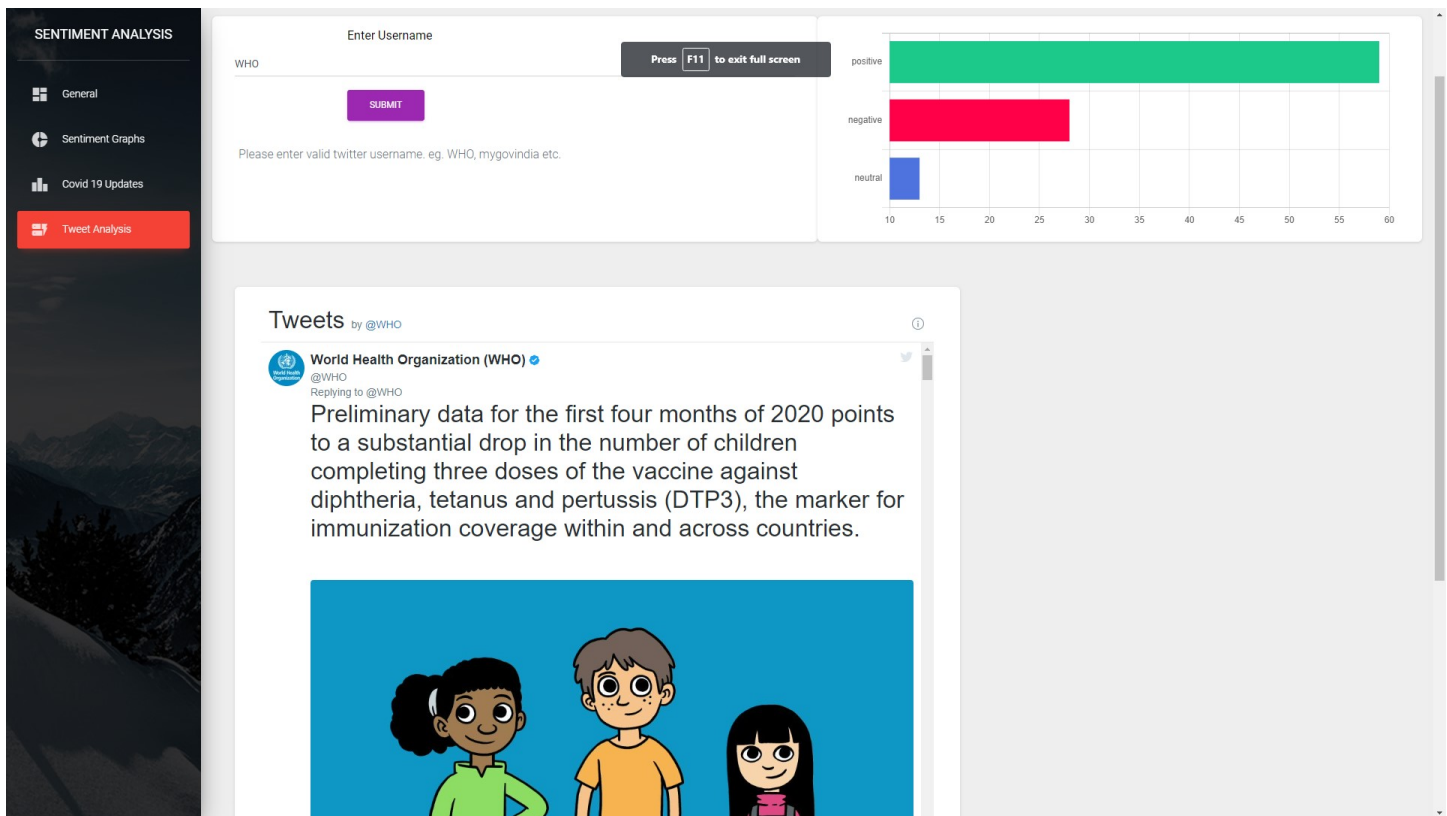 SENTIMENT ANALYSIS
General
Sentiment Graphs
Covid 19 Updates
Tweet Analysis
Enter Username
WHO
SUBMIT
Please enter valid twitter username. eg. WHO, mygovindia etc.
Press F11 to exit full screen
positive
negative
neutral
10 15 20 25 30 35 40 45 50 55 60
Tweets by @WHO
World Health Organization (WHO)
@WHO
Replying to @WHO
Preliminary data for the first four months of 2020 points
to a substantial drop in the number of children
completing three doses of the vaccine against
diphtheria, tetanus and pertussis (DTP3), the marker for
immunization coverage within and across countries.
World Health
Organization